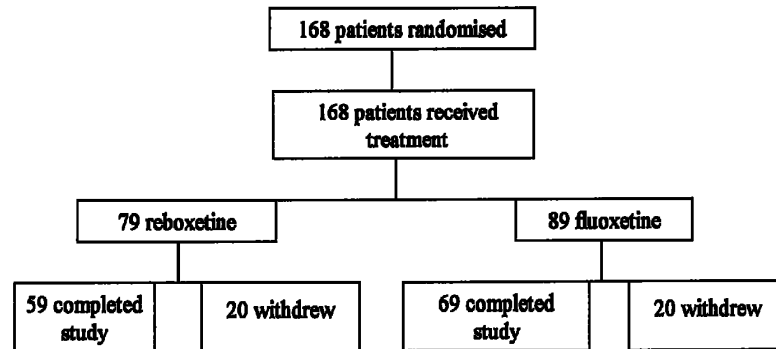 168 patients randomised
168 patients received
treatment
79 reboxetine
89 fluoxetine
59 completed
study
20 withdrew
69 completed
study
20 withdrew